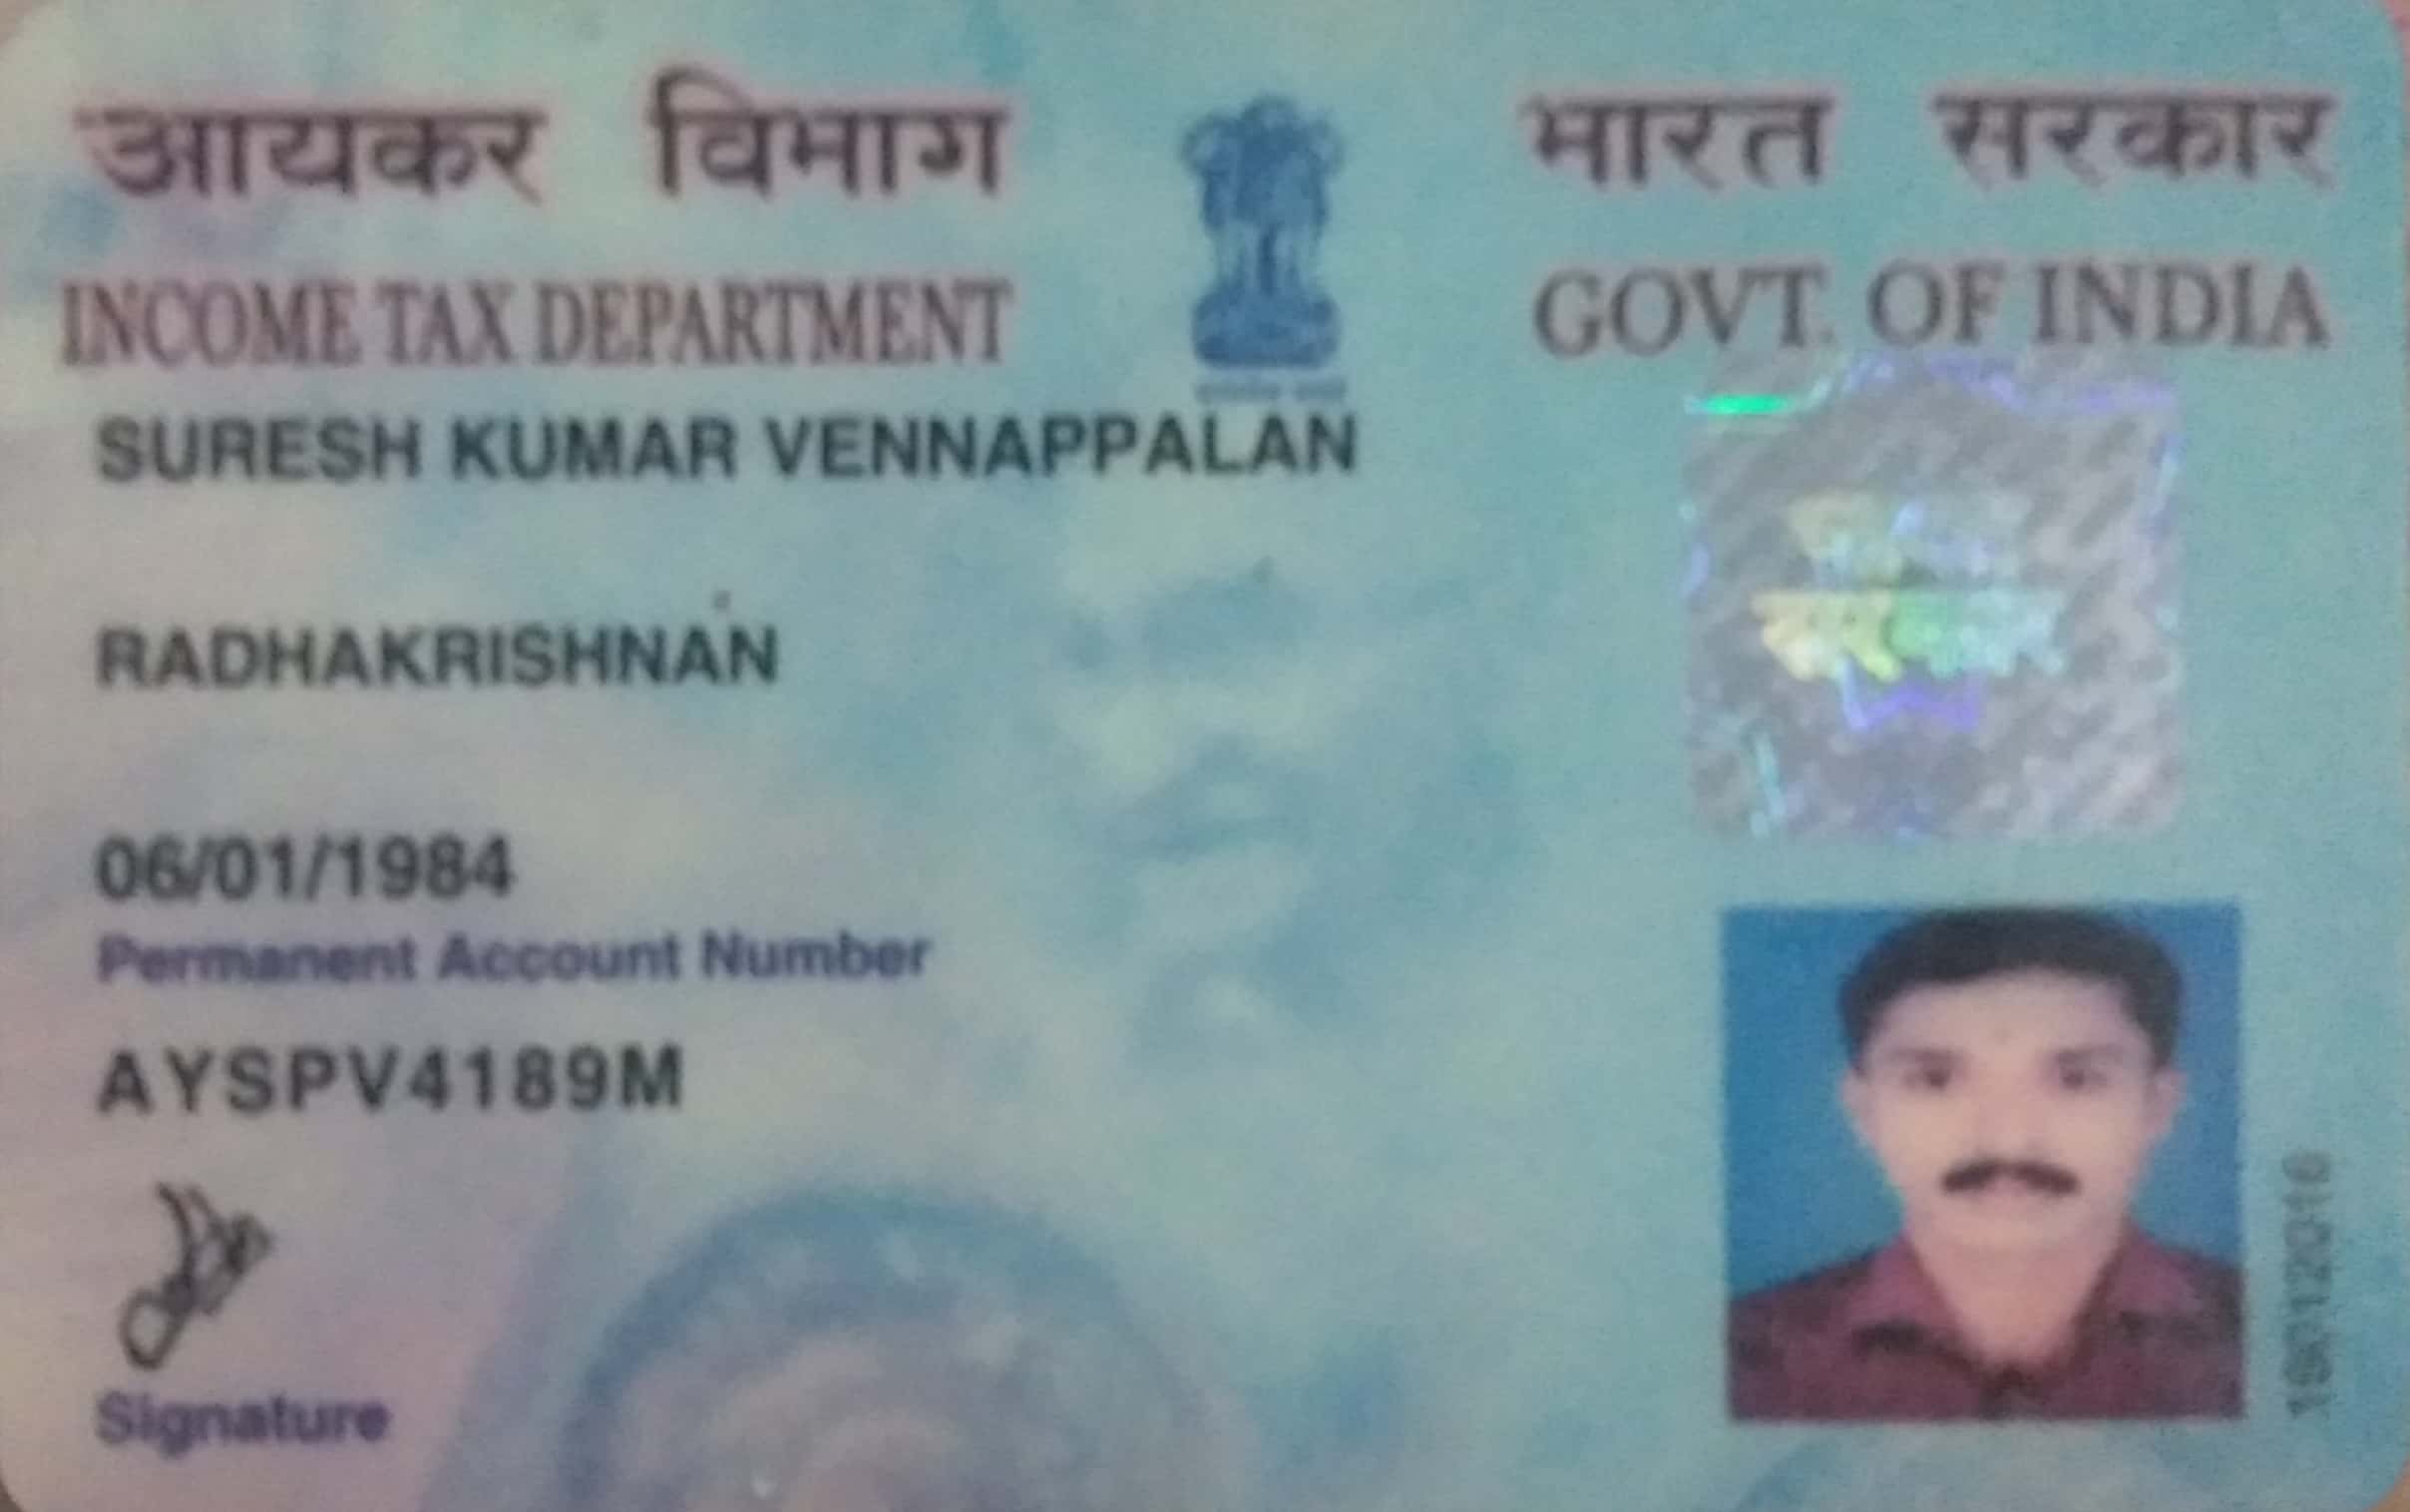 आयकर विभाग
भारत सरकार
INCOME TAX DEPARTMENT
GOVT. OF INDIA
SURESH KUMAR VENNAPPALAN
RADHAKRISHNAN
06/01/1984
Permanent Account Number
AYSPV4189M
Signature